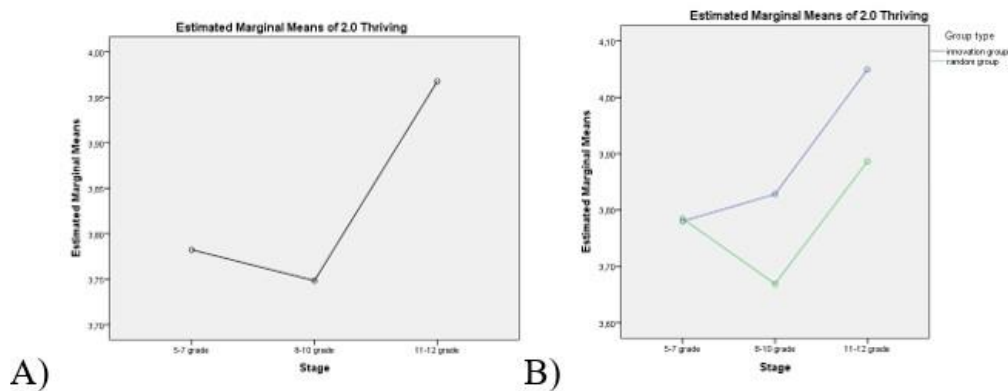 Estimated Marginal Means of 2.0 Thriving
Estimated Marginal Means
4,00
3,95
3,90
3,85
3,80
3,75
3,70
5-7 grade
8-10 grade
11-12 grade
Stage
A)
Estimated Marginal Means of 2.0 Thriving
Group type
innovation group
random group
Estimated Marginal Means
4,10
4,00
3,90
3,80
3,70
3,60
5-7 grade
8-10 grade
11-12 grade
Stage
B)